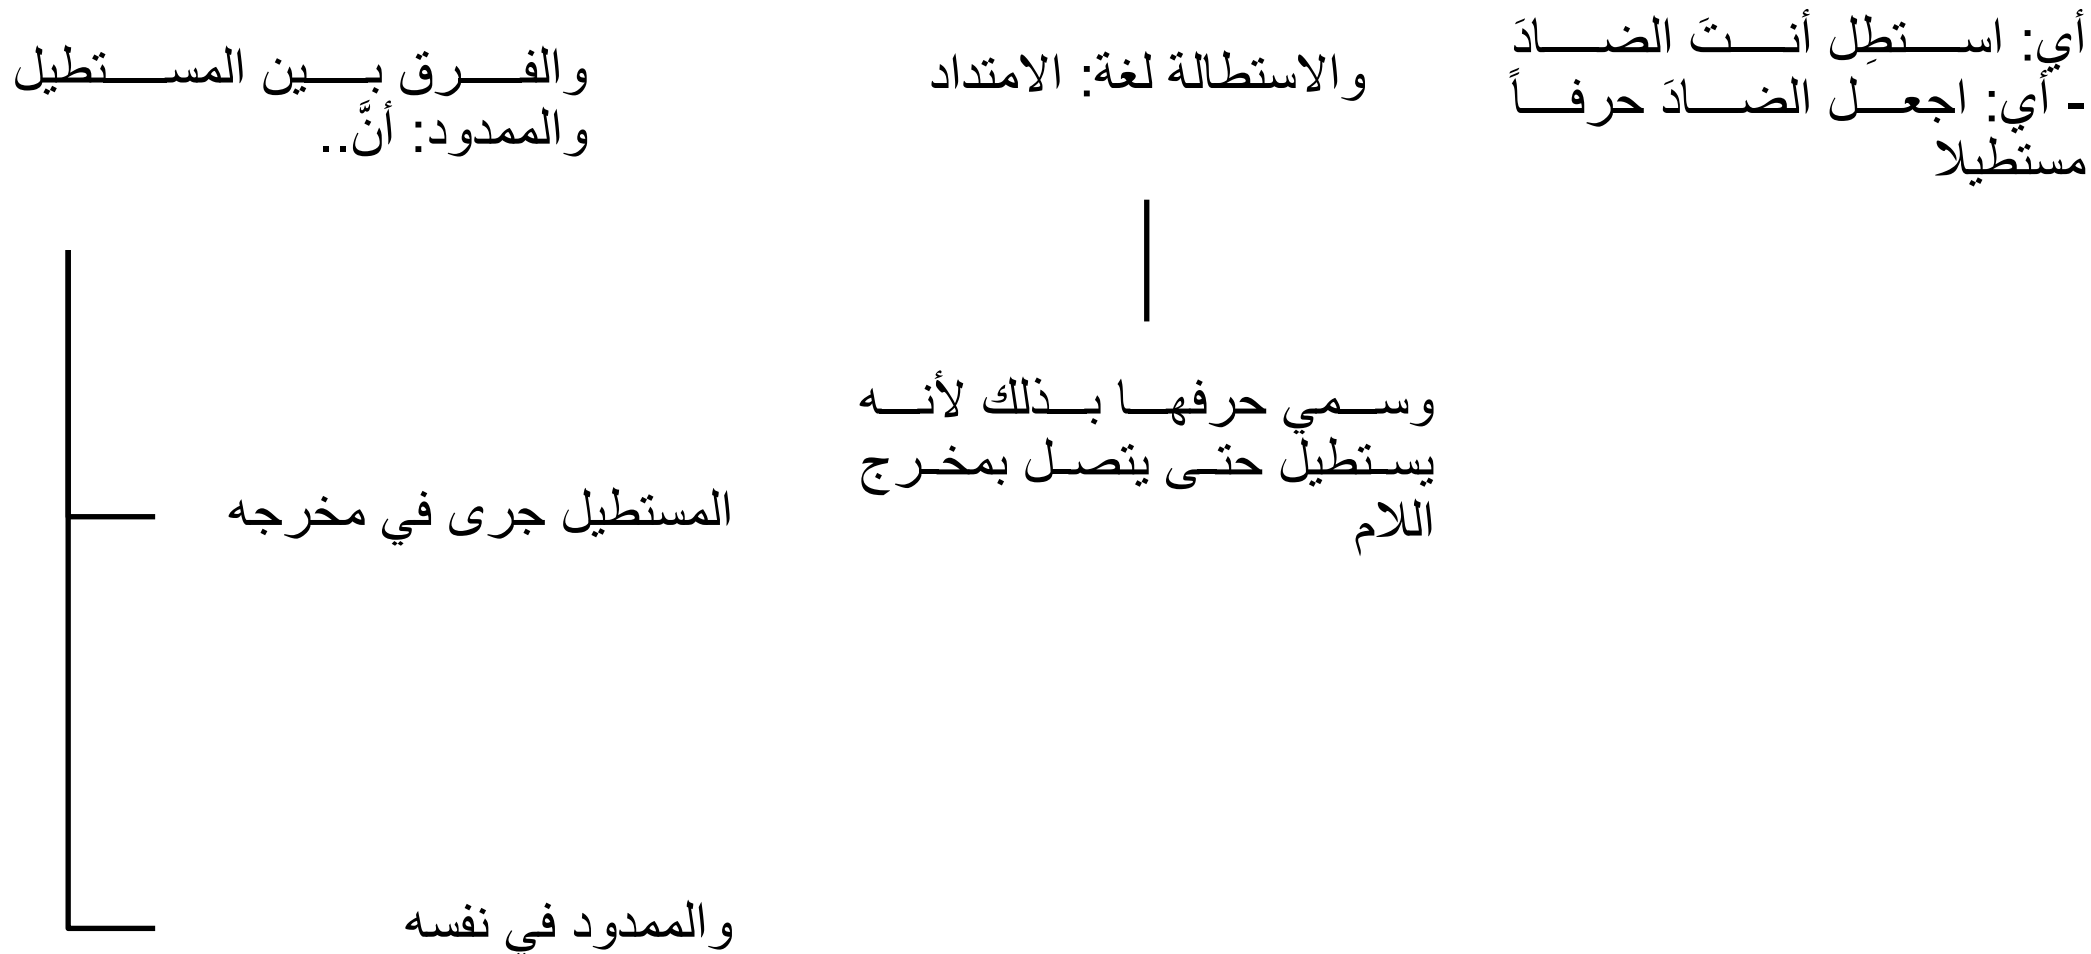 أي: استطِل أنتَ الضادَ
- أي: اجعل الضادَ حرفاً
مستطيلا
والاستطالة لغة: الامتداد
وسمي حرفها بذلك لأنه
يستطيل حتى يتصل بمخرج
اللام
والفرق بين المستطيل
والممدود: أنَّ..
المستطيل جرى في مخرجه
والممدود في نفسه